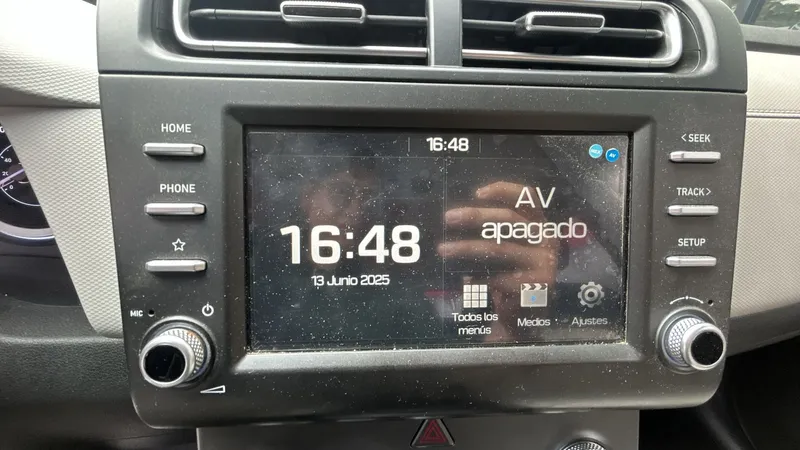 HOME
PHONE
MIC
16:48
16:48
13 Junio 2025
AV
apagado
Todos los
menús
Medios
Ajustes
AV
< SEEK
TRACK >
SETUP